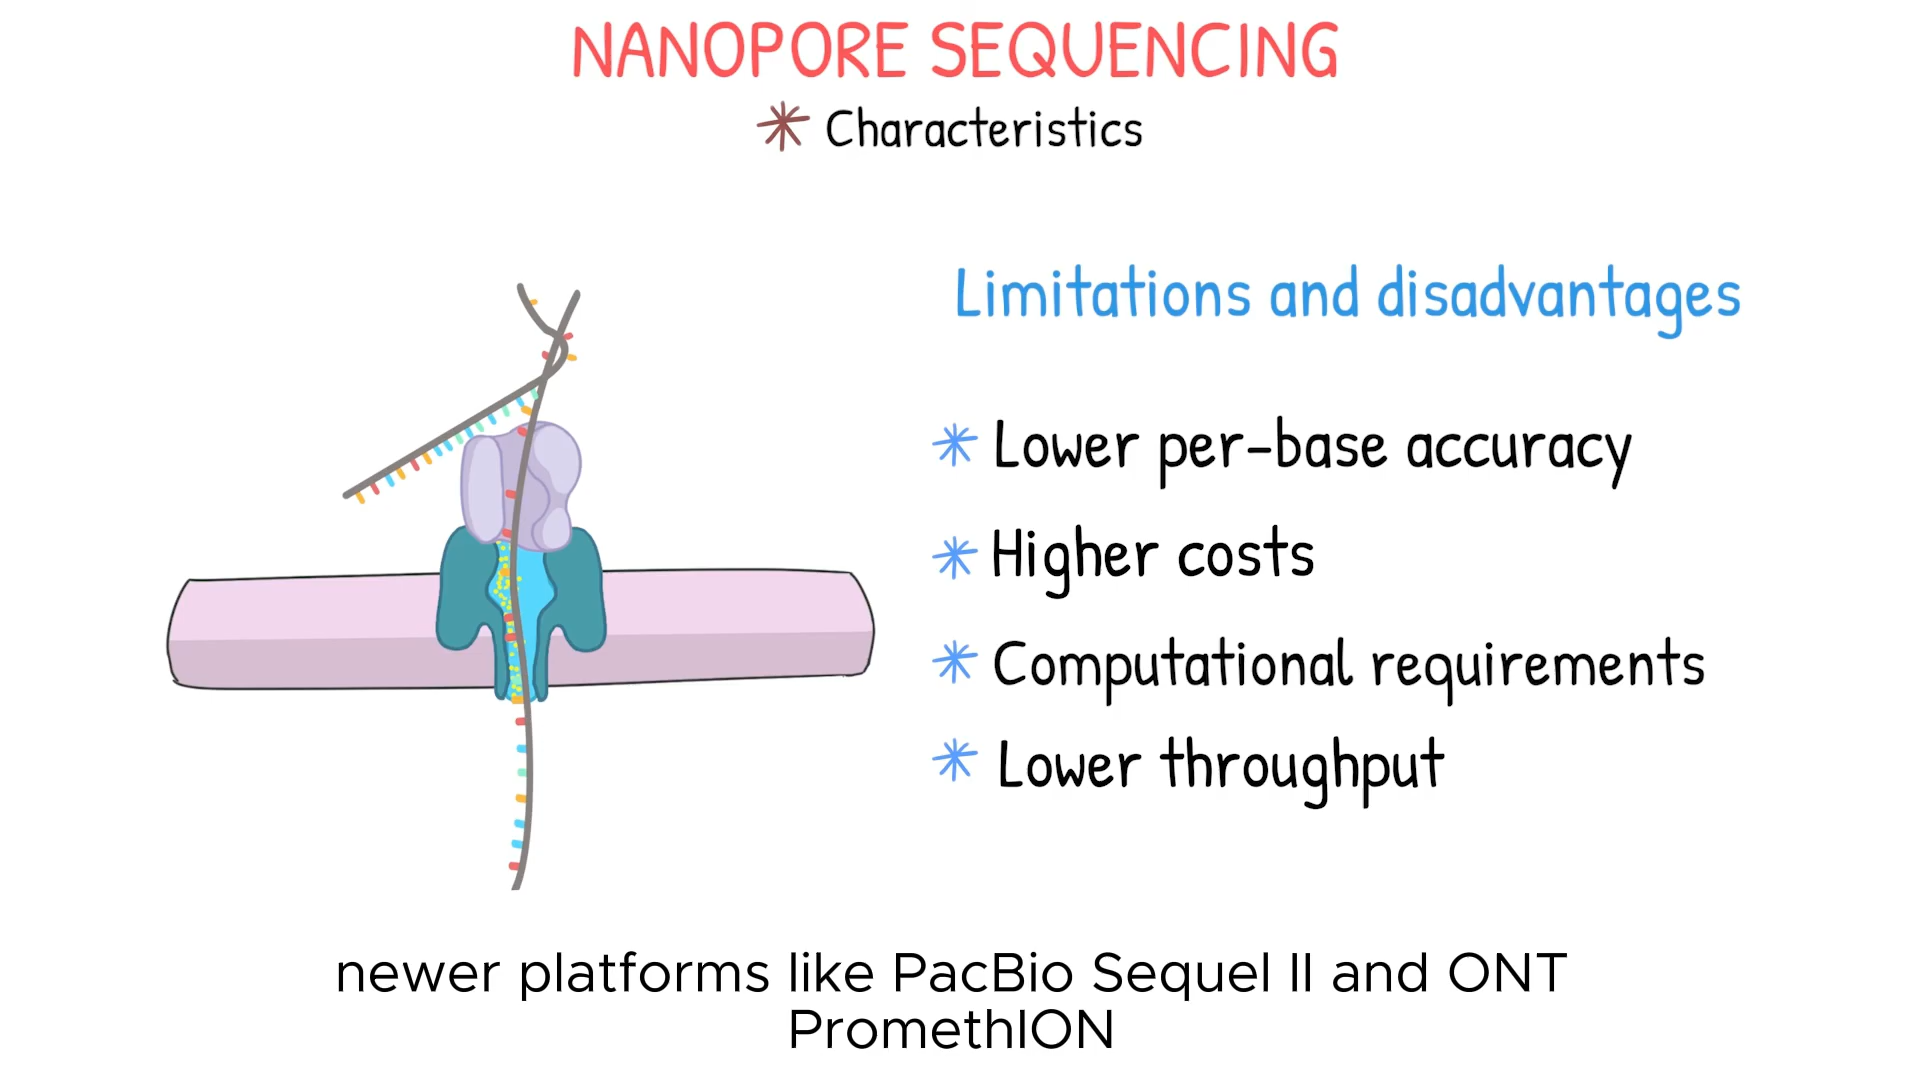 NANOPORE SEQUENCING
Characteristics
Limitations and disadvantages
Lower per-base accuracy
Higher costs
Computational requirements
Lower throughput
newer platforms like PacBio Sequel II and ONT
PromethION